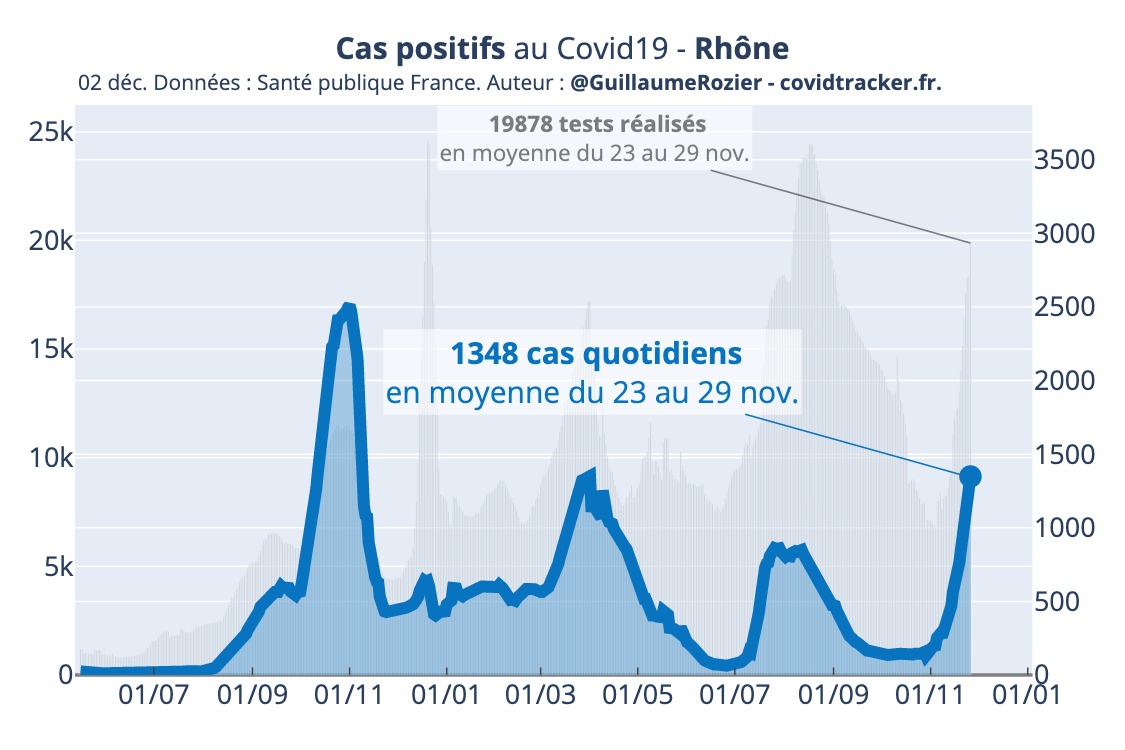 Cas positifs au Covid19 - Rhône
02 déc. Données : Santé publique France. Auteur : @GuillaumeRozier - covidtracker.fr.
19878 tests réalisés
en moyenne du 23 au 29 nov.
1348 cas quotidiens
en moyenne du 23 au 29 nov.
25k
20k
15k
10k
5k
0
3500
3000
2500
2000
1500
1000
500
0
01/07 01/09 01/11 01/01 01/03 01/05 01/07 01/09 01/11 01/01